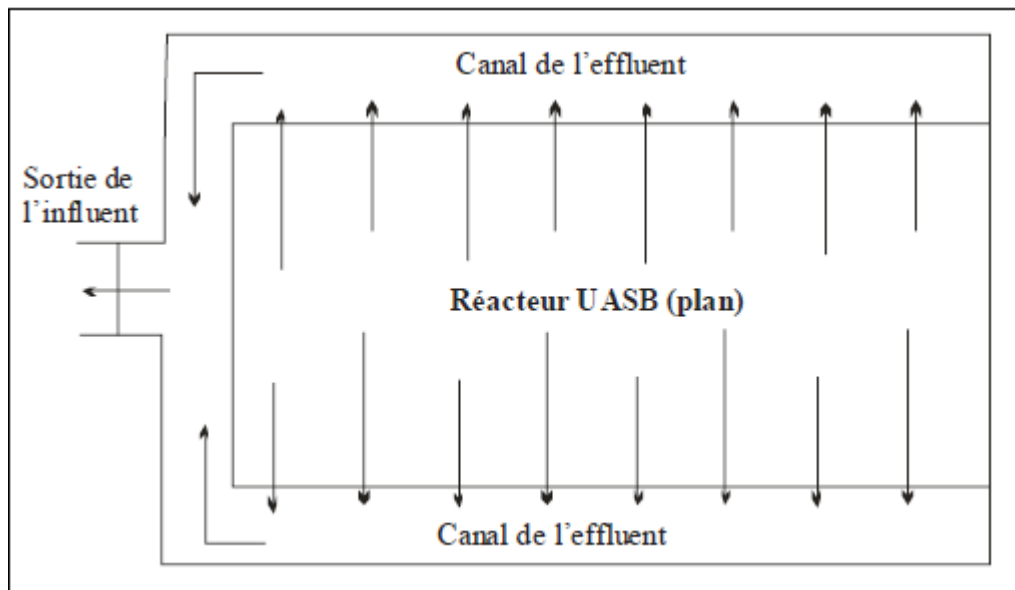 Canal de l'effluent
Sortie de
l'influent
Réacteur UASB (plan)
Canal de l'effluent